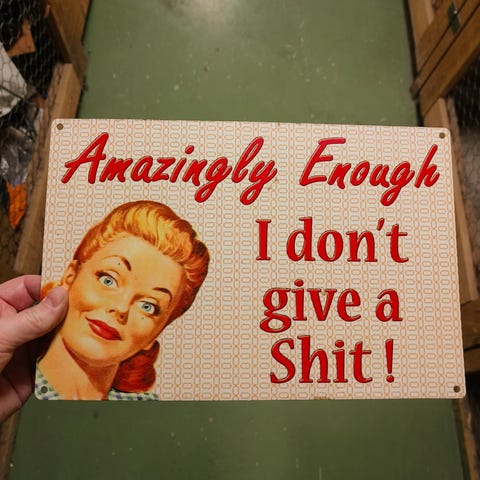 Amazingly Enough
I don't
give a
Shit!